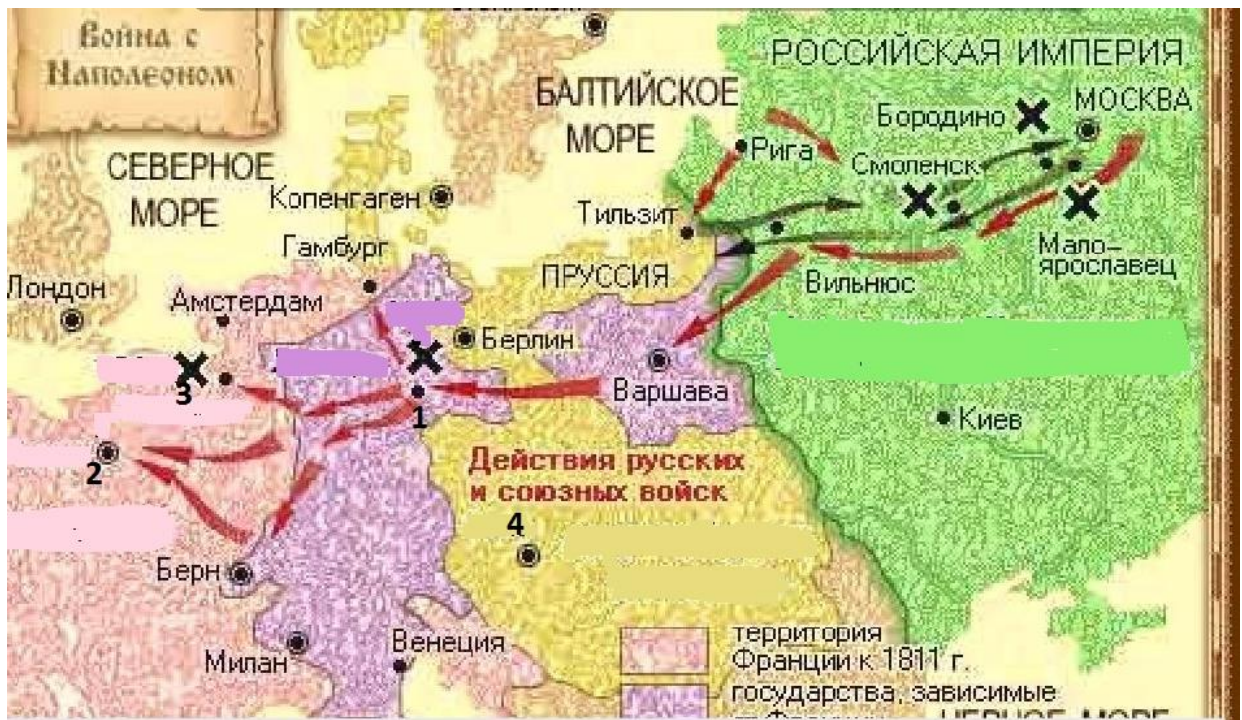 Война с
Наполеоном
РОССИЙСКАЯ ИМПЕРИЯ
БАЛТИЙСКОЕ
МОРЕ
МОСКВА
Бородино
Рига
Смоленск
СЕВЕРНОЕ
МОРЕ
Копенгаген
Тильзит
Гамбург
Мало-
ярославец
ПРУССИЯ
Вильнюс
Лондон
Амстердам
Берлин
3
Варшава
1
Киев
2
Действия русских
и союзных войск
4
Берн
Милан
Венеция
территория
Франции к 1811 г.
государства, зависимые